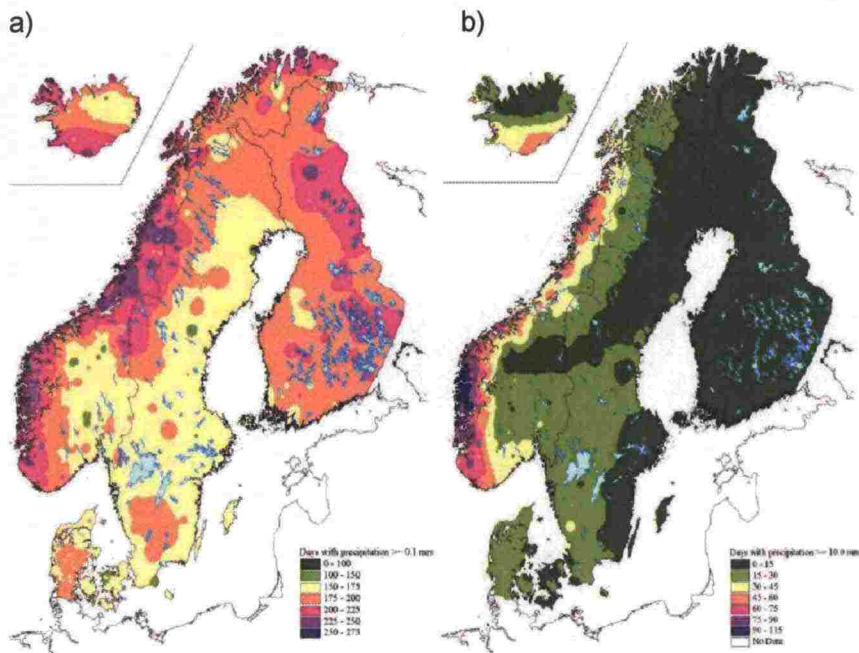 a)
b)
Days with precipitation >= 0.1 mm
0 - 100
100 - 150
150 - 175
175 - 200
200 - 225
225 - 250
250 - 275
Days with precipitation >= 10.0 mm
0 - 15
15 - 30
30 - 45
45 - 60
60 - 75
75 - 90
90 - 115
No Data